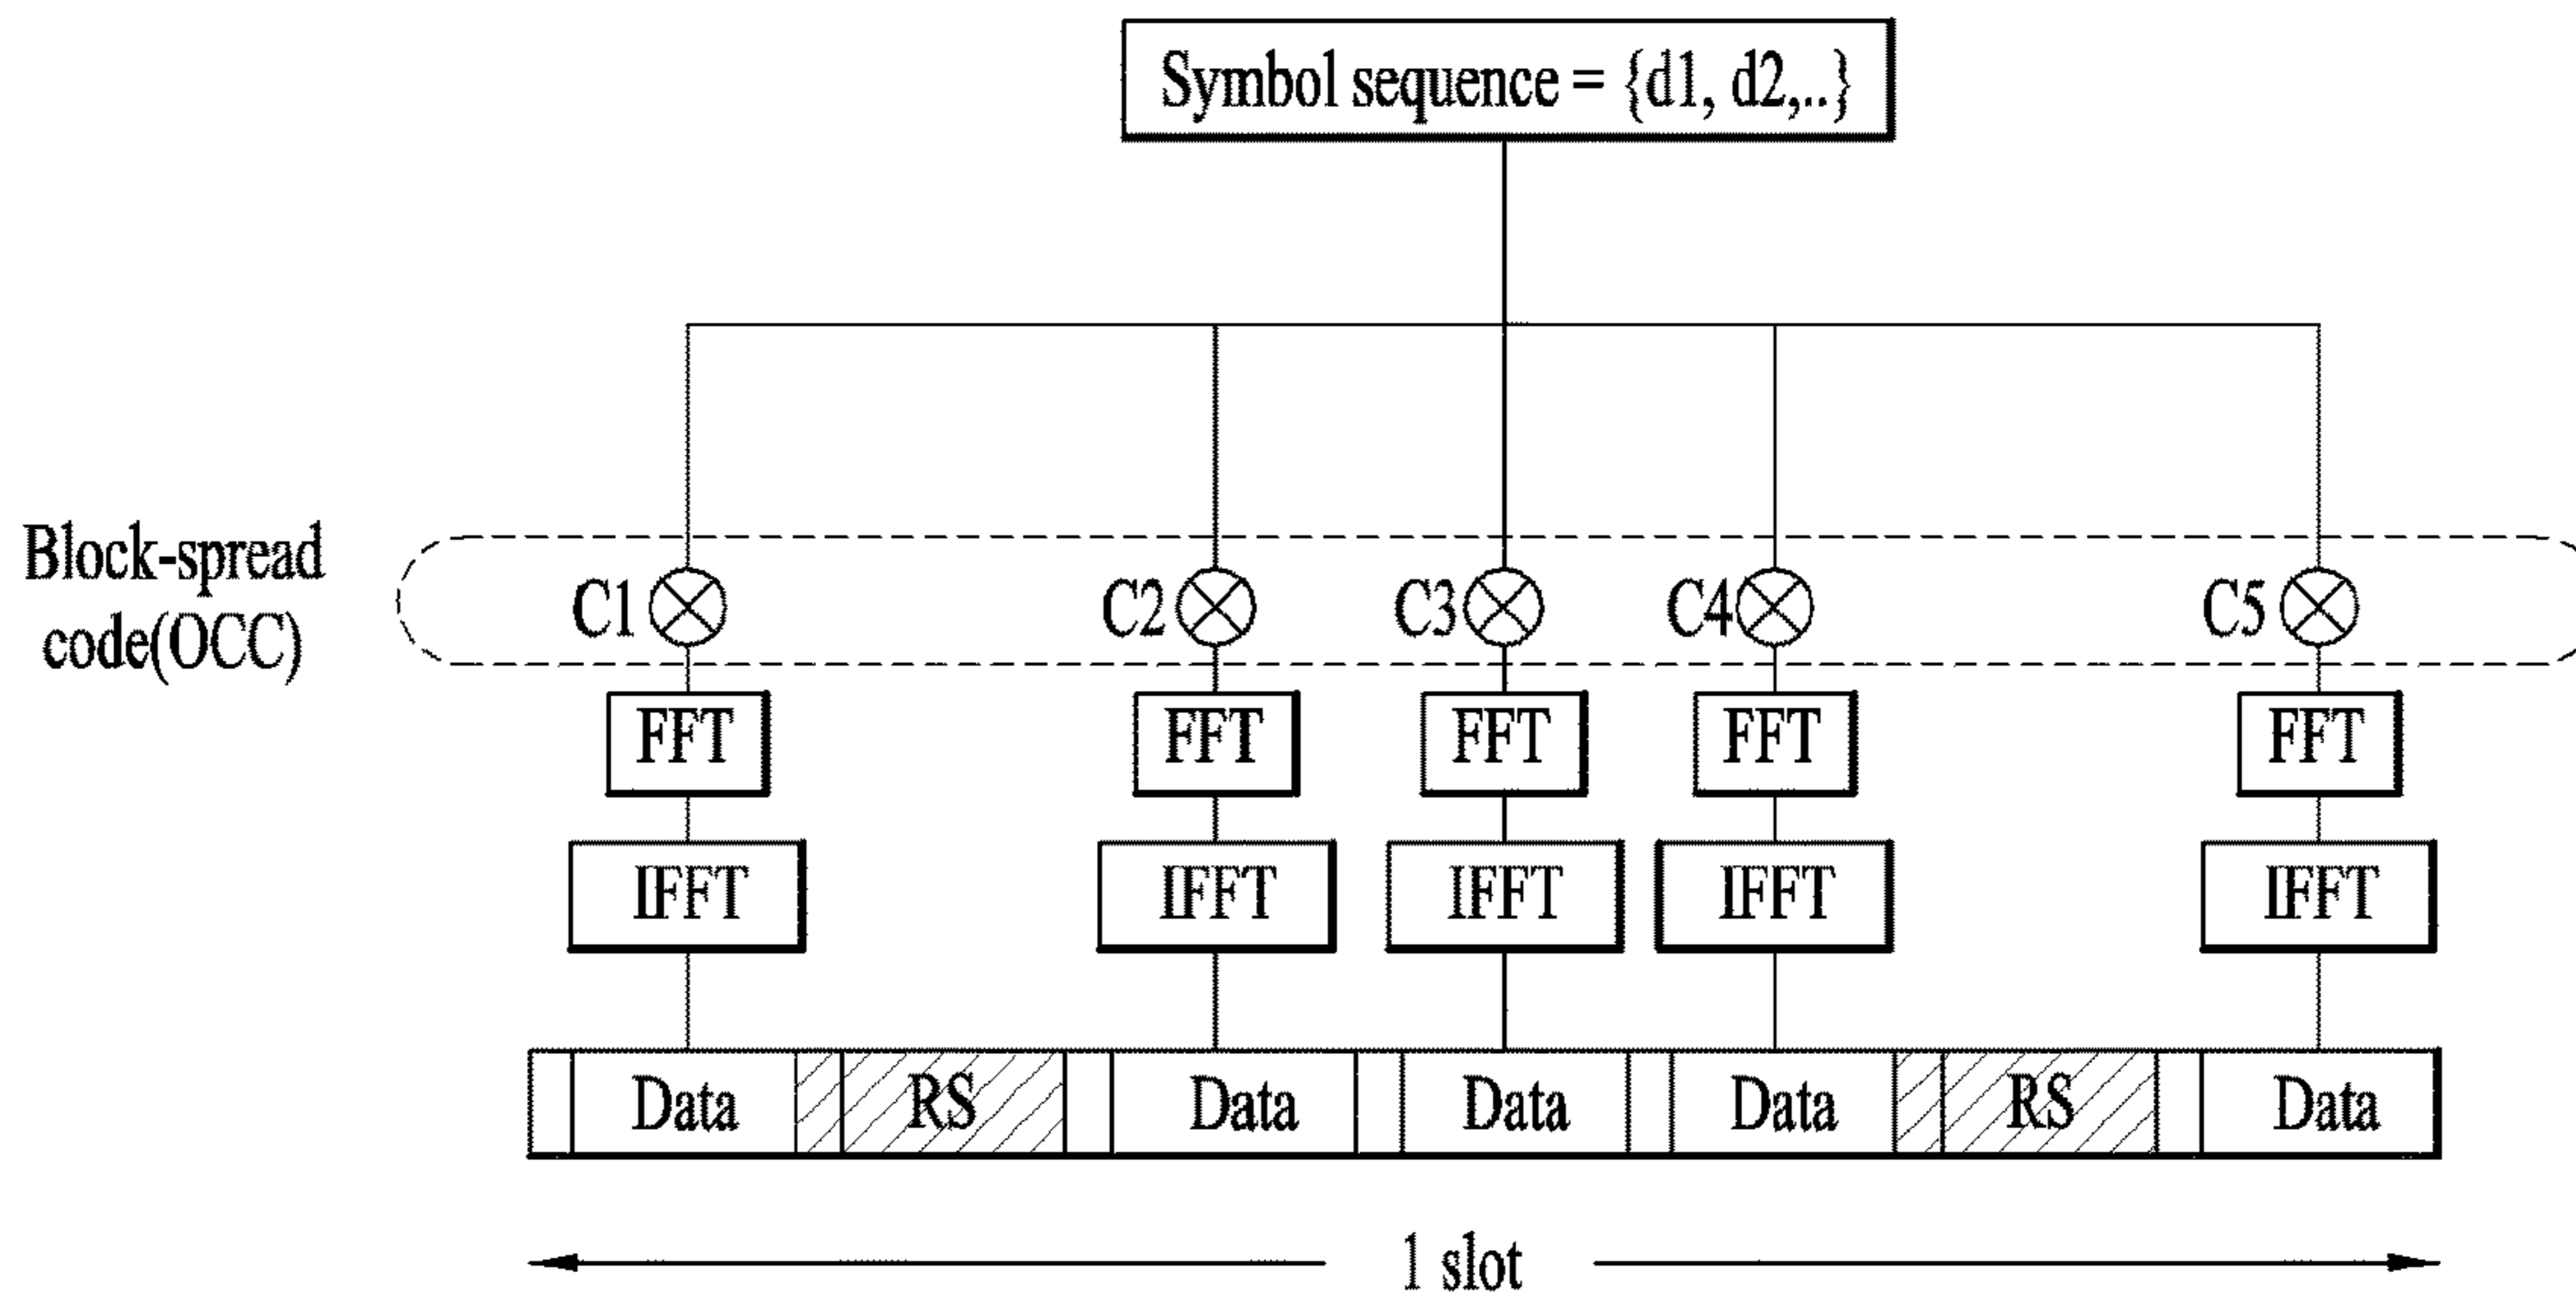 Symbol sequence = {d1, d2,..}
Block-spread
code(OCC)
C1 C2 C3 C4 C5
FFT FFT FFT FFT FFT
IFFT IFFT IFFT IFFT IFFT
Data RS Data Data Data RS Data
1 slot